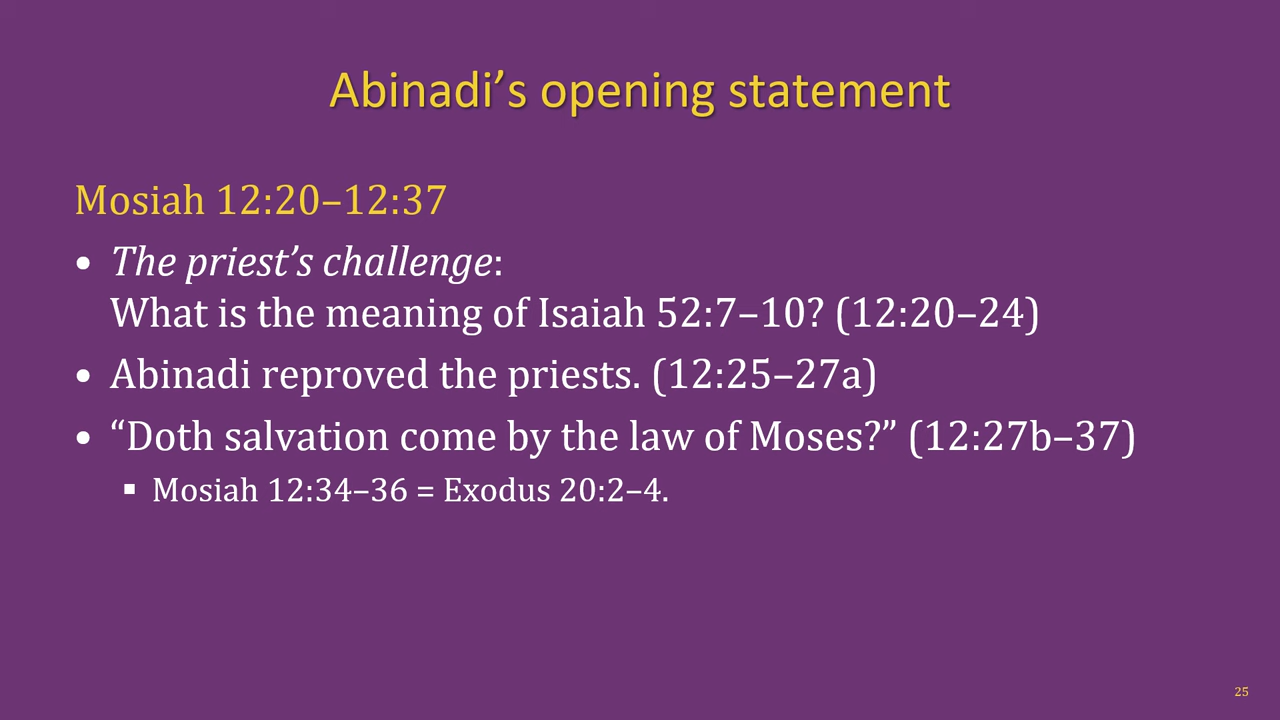 Abinadi’s opening statement
Mosiah 12:20–12:37
• The priest’s challenge:
What is the meaning of Isaiah 52:7–10? (12:20–24)
• Abinadi reproved the priests. (12:25–27a)
• “Doth salvation come by the law of Moses?” (12:27b–37)
▪ Mosiah 12:34–36 = Exodus 20:2–4.
25